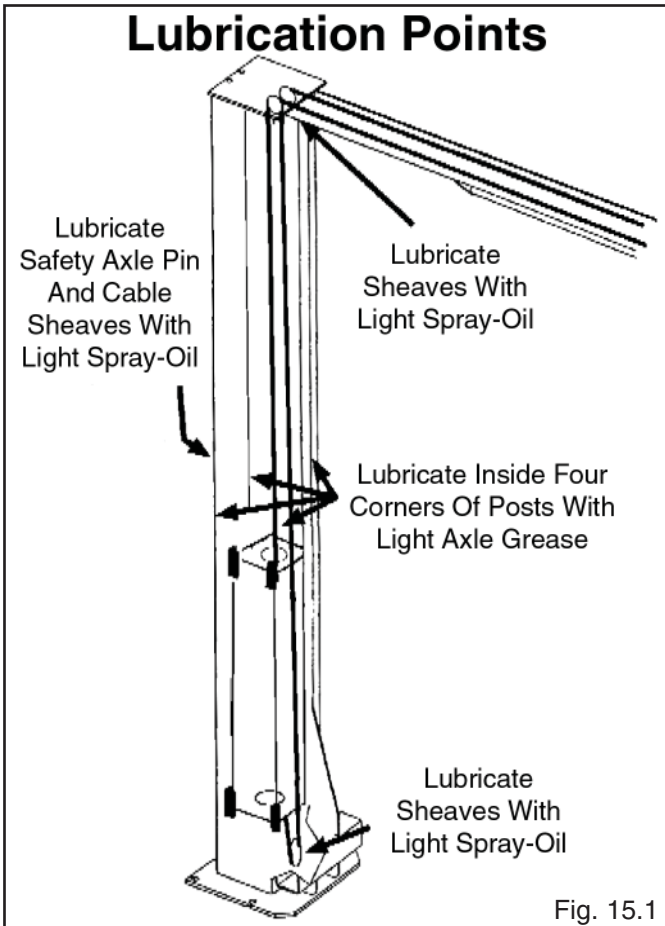 Lubrication Points
Lubricate
Safety Axle Pin
And Cable
Sheaves With
Light Spray-Oil
Lubricate
Sheaves With
Light Spray-Oil
Lubricate Inside Four
Corners Of Posts With
Light Axle Grease
Lubricate
Sheaves With
Light Spray-Oil
Fig. 15.1